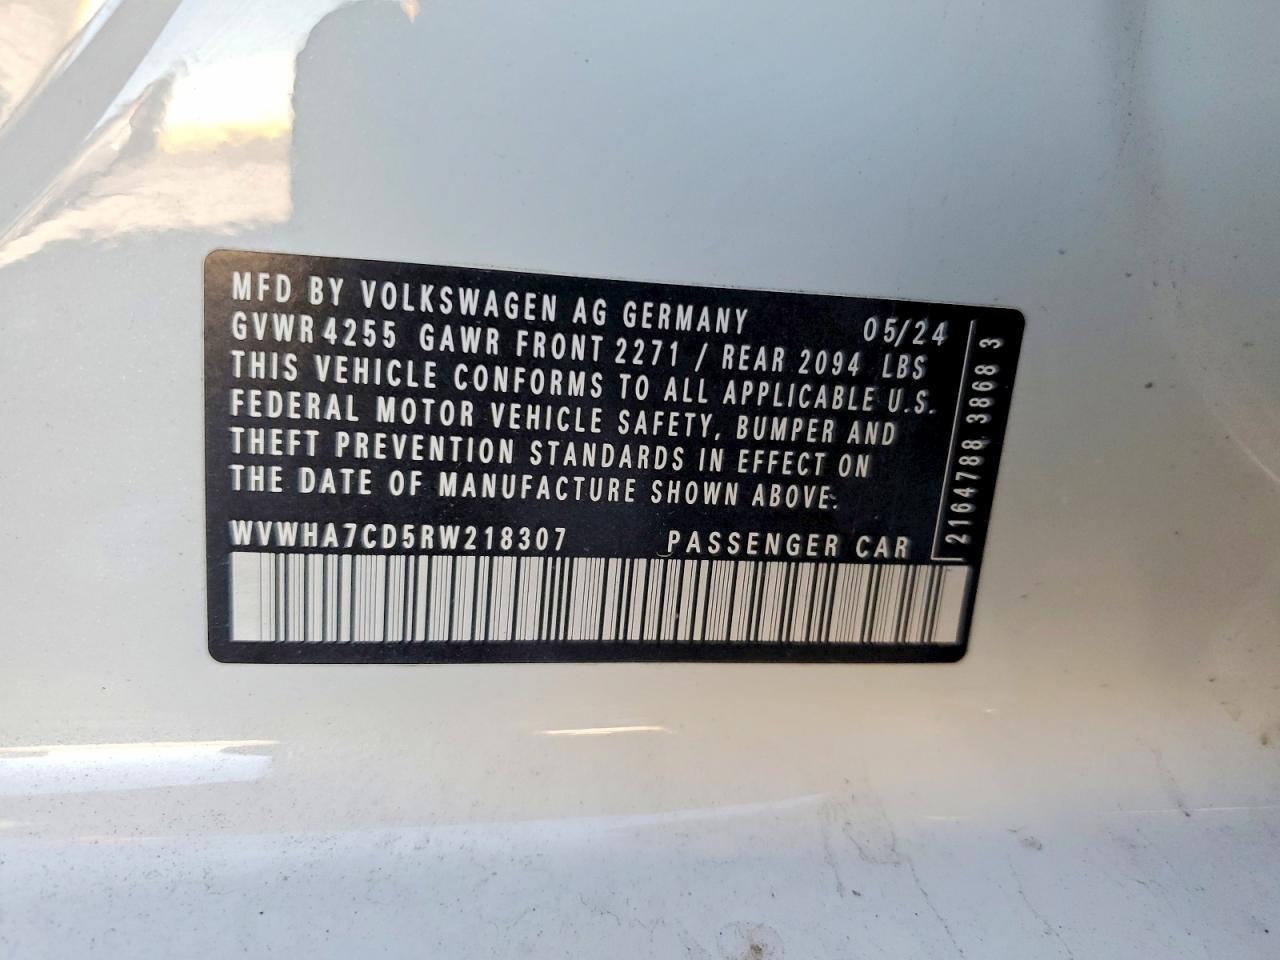 MFD BY VOLKSWAGEN AG GERMANY 05/24
GVWR 4255 GAWR FRONT 2271 / REAR 2094 LBS
THIS VEHICLE CONFORMS TO ALL APPLICABLE U.S.
FEDERAL MOTOR VEHICLE SAFETY, BUMPER AND
THEFT PREVENTION STANDARDS IN EFFECT ON
THE DATE OF MANUFACTURE SHOWN ABOVE.
WVWHA7CD5RW218307 PASSENGER CAR
2164788 3868 3